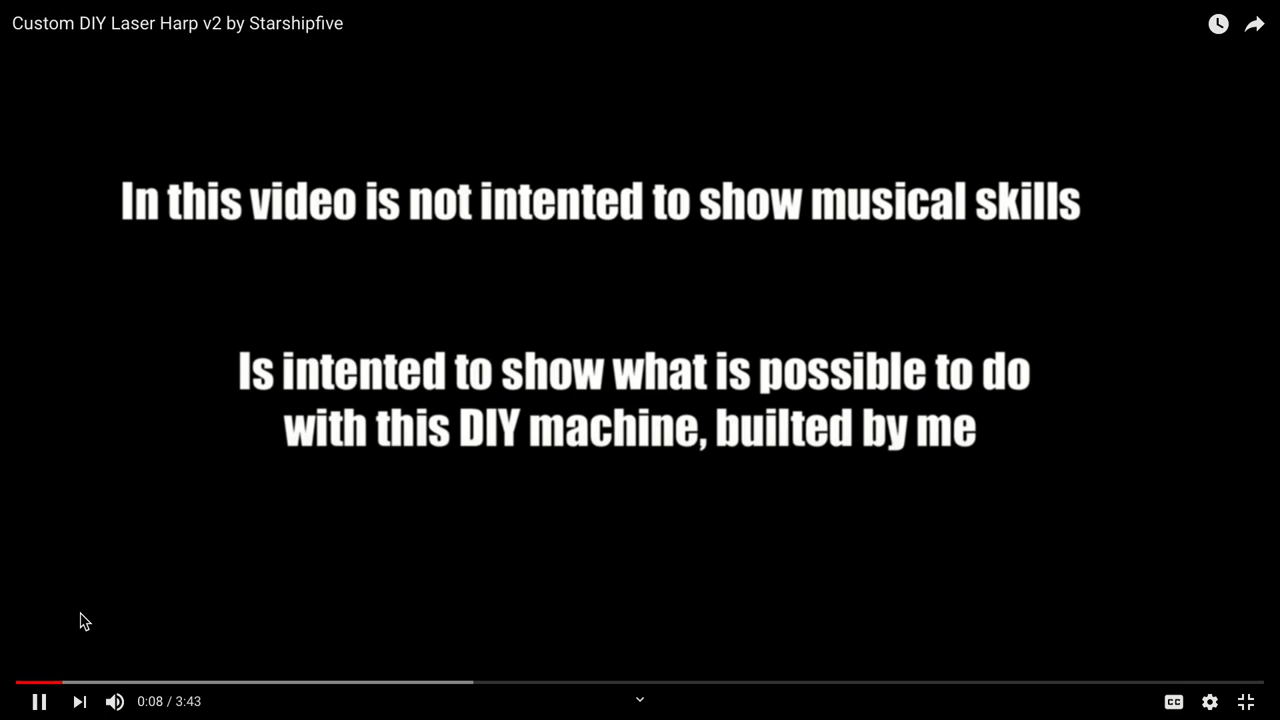 Custom DIY Laser Harp v2 by Starshipfive
In this video is not intented to show musical skills
Is intented to show what is possible to do
with this DIY machine, builted by me
0:08 / 3:43
CC